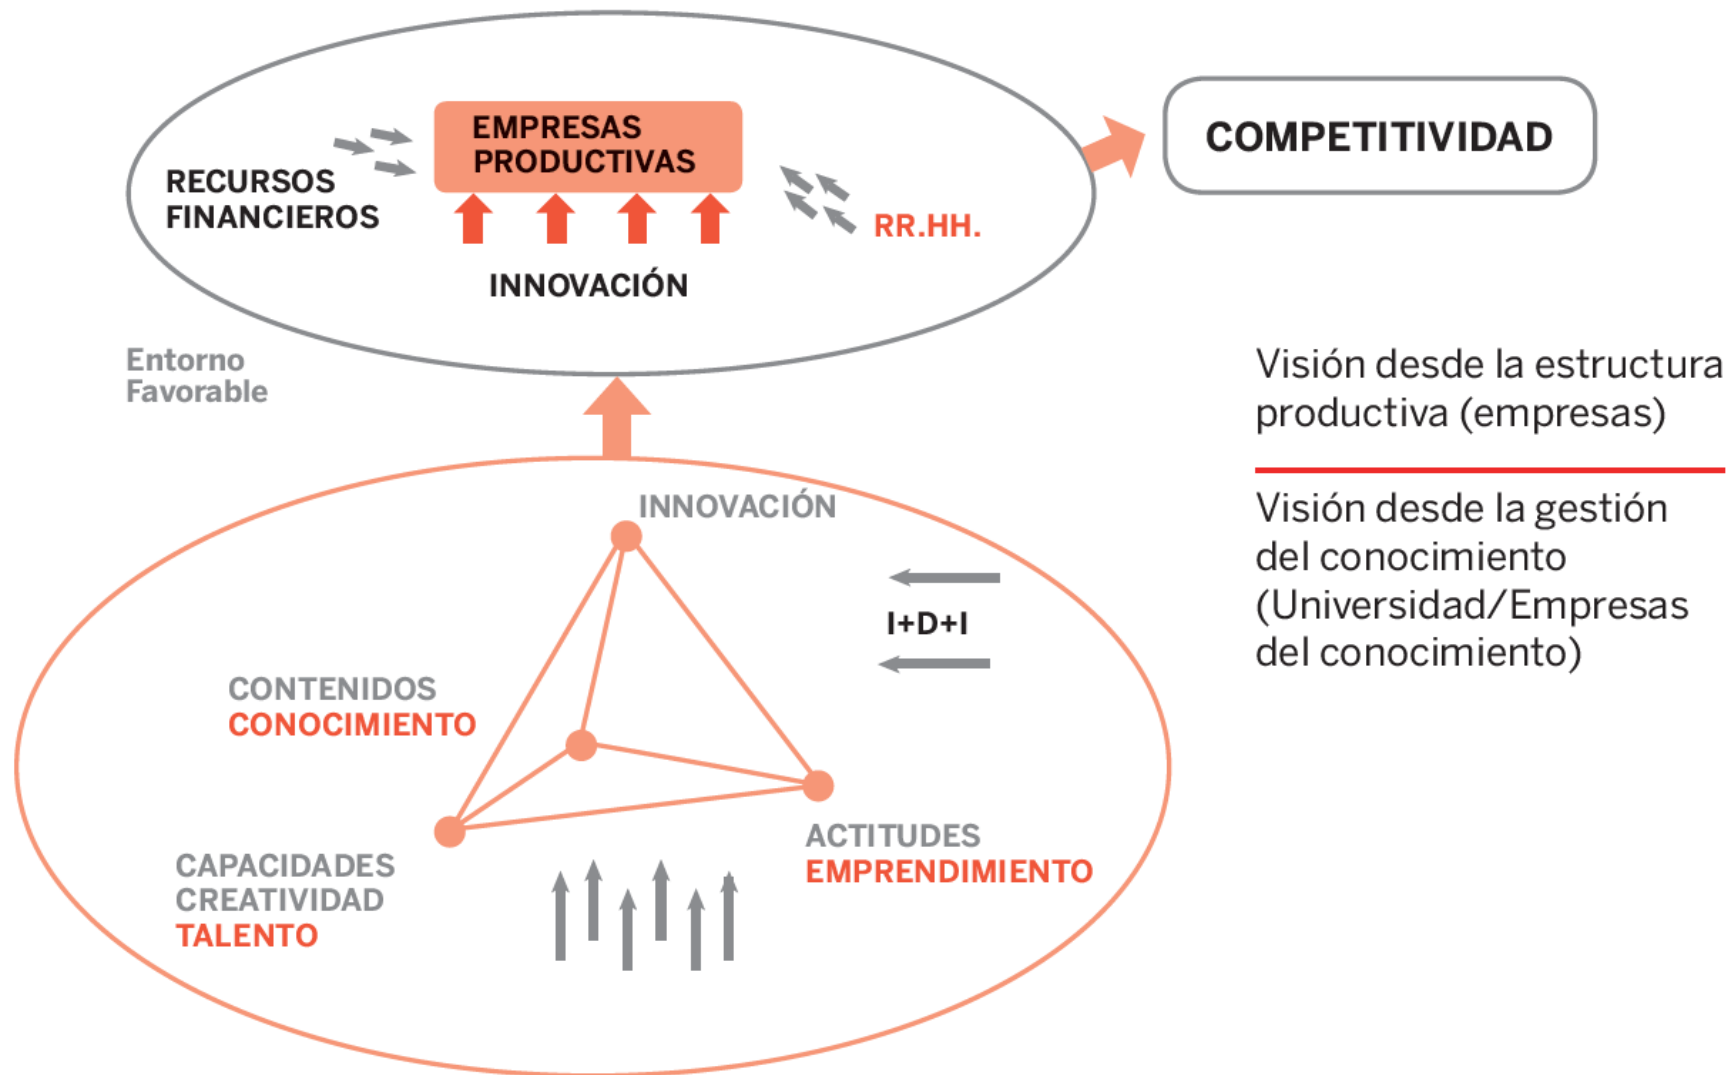 EMPRESAS
PRODUCTIVAS
COMPETITIVIDAD
RECURSOS
FINANCIEROS
RR.HH.
INNOVACIÓN
Entorno
Favorable
Visión desde la estructura
productiva (empresas)
Visión desde la gestión
del conocimiento
(Universidad/Empresas
del conocimiento)
INNOVACIÓN
I+D+I
CONTENIDOS
CONOCIMIENTO
ACTITUDES
EMPRENDIMIENTO
CAPACIDADES
CREATIVIDAD
TALENTO